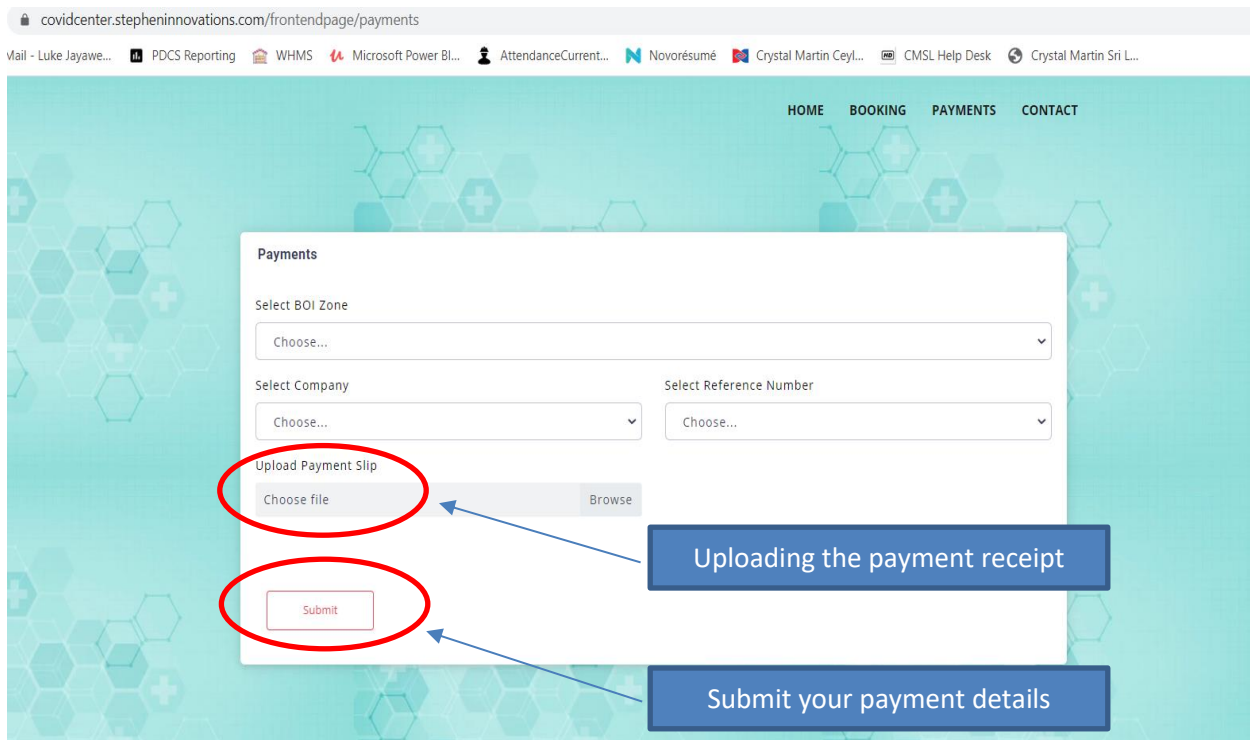 covidcenter.stepheninnovations.com/frontendpage/payments
Mail - Luke Jayawe... PDCS Reporting WHMS Microsoft Power BI... AttendanceCurrent... Novorésumé Crystal Martin Ceyl... HD CMSL Help Desk Crystal Martin Sri L...
HOME BOOKING PAYMENTS CONTACT
Payments
Select BOI Zone
Choose...
Select Company Select Reference Number
Choose... Choose...
Upload Payment Slip
Choose file Browse
Uploading the payment receipt
Submit
Submit your payment details